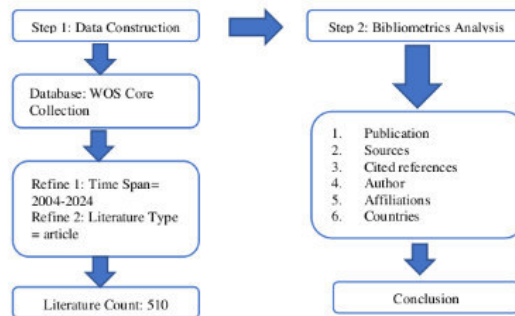 Step 1: Data Construction
Database: WOS Core
Collection
Refine 1: Time Span=
2004-2024
Refine 2: Literature Type
= article
Literature Count: 510
Step 2: Bibliometrics Analysis
1. Publication
2. Sources
3. Cited references
4. Author
5. Affiliations
6. Countries
Conclusion